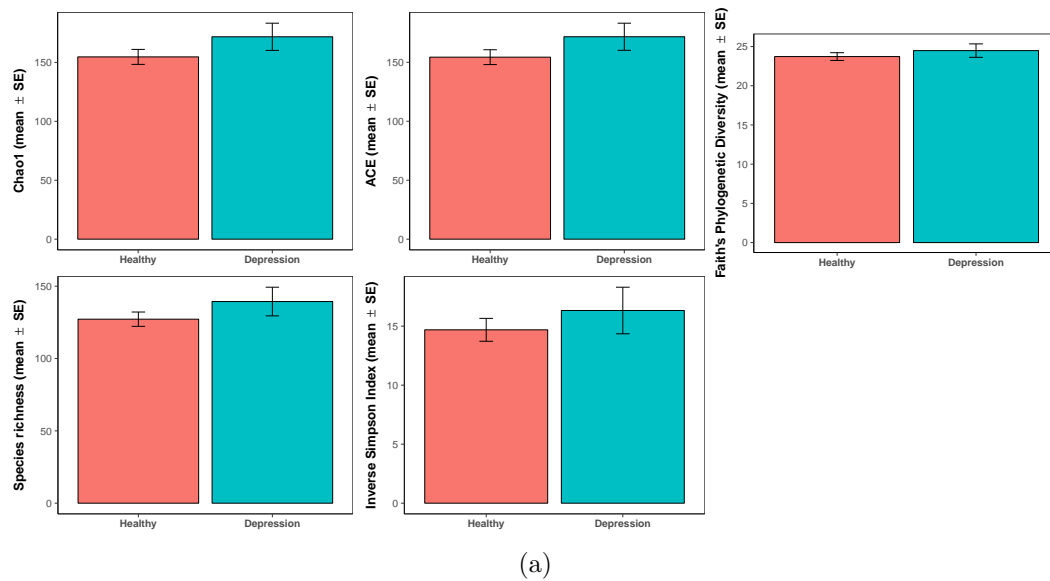 Chao1 (mean ± SE)
150
100
50
0
Healthy Depression
ACE (mean ± SE)
150
100
50
0
Healthy Depression
Faith's Phylogenetic Diversity (mean ± SE)
25
20
15
10
5
0
Healthy Depression
Species richness (mean ± SE)
150
100
50
0
Healthy Depression
Inverse Simpson Index (mean ± SE)
15
10
5
0
Healthy Depression
(a)